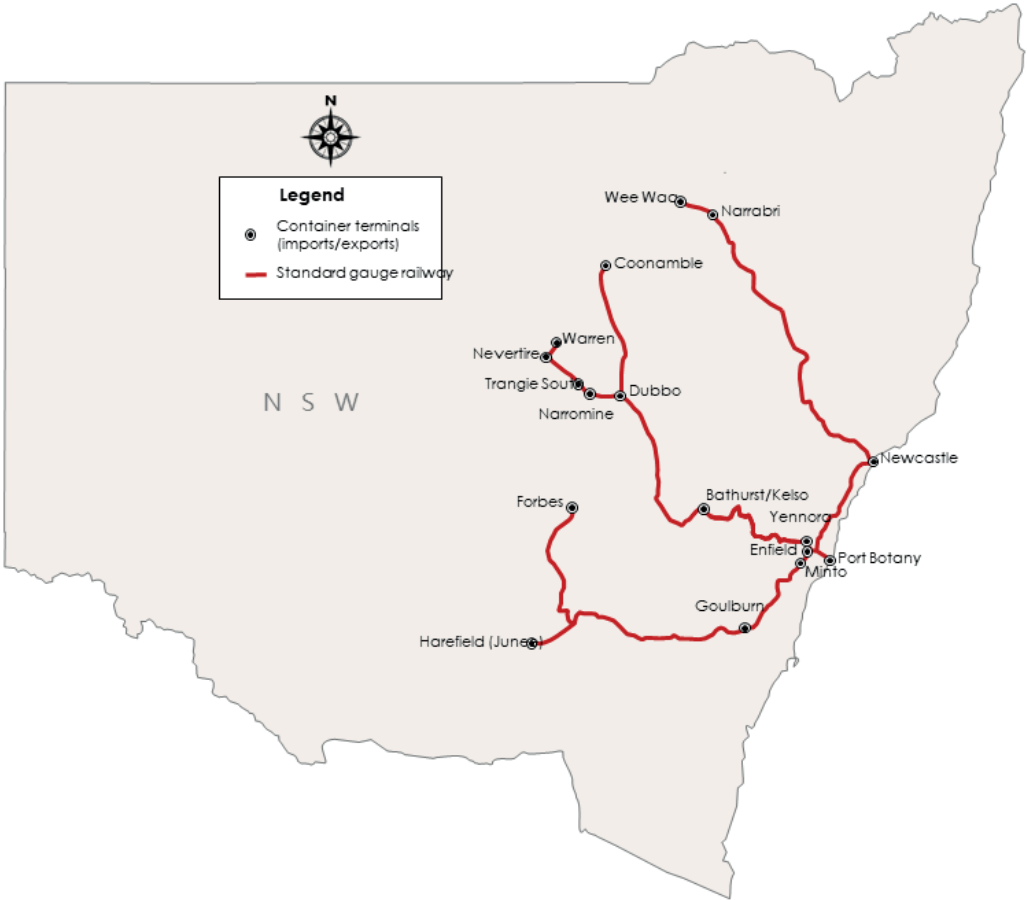 N
Legend
Container terminals
(imports/exports)
Standard gauge railway
Wee Waa
Narrabri
Coonamble
Warren
Nevertire
Trangie Sout
Dubbo
Narromine
N S W
Newcastle
Forbes
Bathurst/Kelso
Yennora
Enfield
Port Botany
Minto
Goulburn
Harefield (Junee)